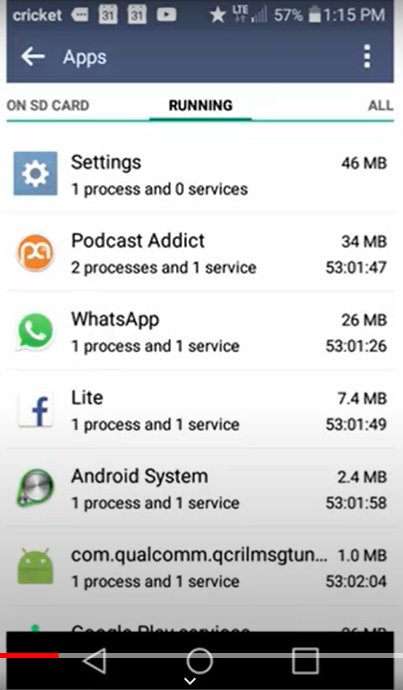 cricket 31 31 LTE 57% 1:15 PM
Apps
ON SD CARD RUNNING ALL
Settings 46 MB
1 process and 0 services
Podcast Addict 34 MB
2 processes and 1 service 53:01:47
WhatsApp 26 MB
1 process and 1 service 53:01:26
Lite 7.4 MB
1 process and 1 service 53:01:49
Android System 2.4 MB
1 process and 1 service 53:01:58
com.qualcomm.qcrilmsgtun... 1.0 MB
1 process and 1 service 53:02:04
Google Play services